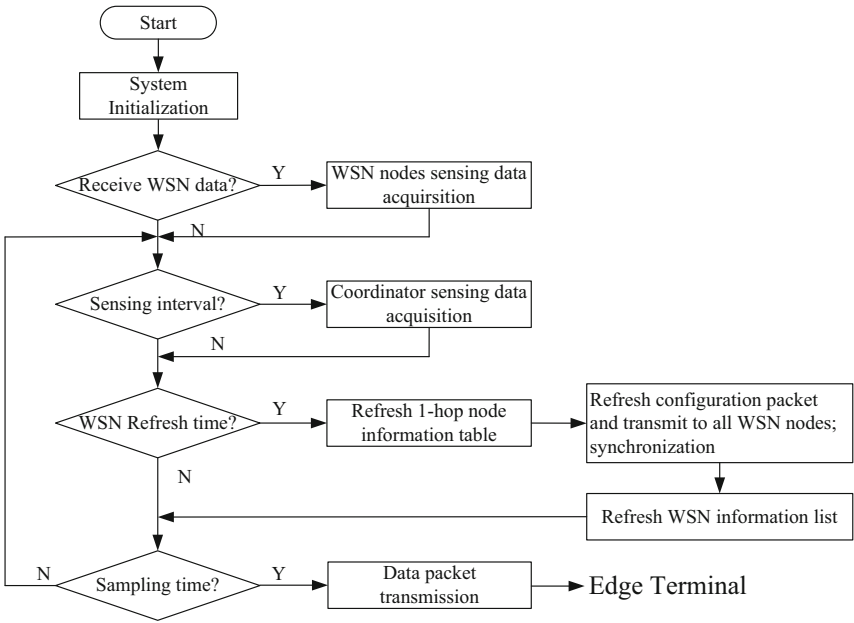 Start
System
Initialization
Receive WSN data?
Y
WSN nodes sensing data
acquirsition
N
Sensing interval?
Y
Coordinator sensing data
acquisition
N
WSN Refresh time?
Y
Refresh 1-hop node
information table
Refresh configuration packet
and transmit to all WSN nodes;
synchronization
N
Refresh WSN information list
N
Sampling time?
Y
Data packet
transmission
Edge Terminal